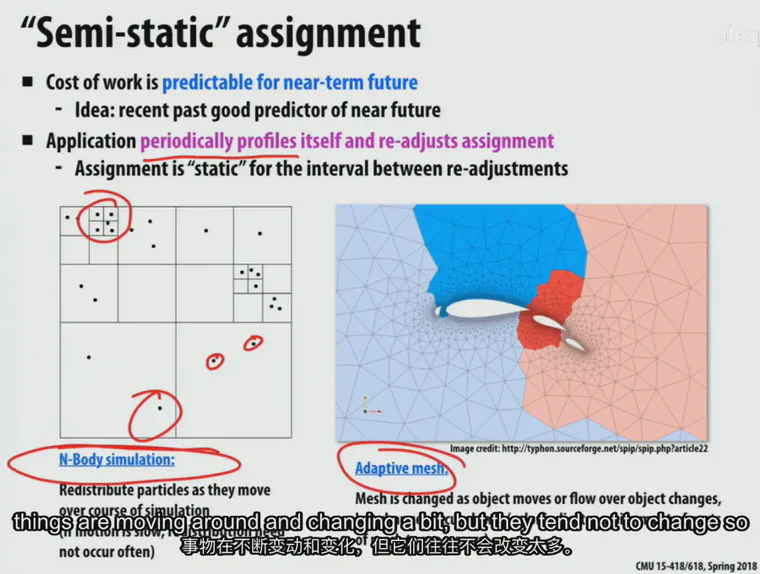 "Semi-static" assignment
Cost of work is predictable for near-term future
- Idea: recent past good predictor of near future
Application periodically profiles itself and re-adjusts assignment
- Assignment is "static" for the interval between re-adjustments
Image credit: http://typhon.sourceforge.net/spip/spip.php?article22
N-Body simulation:
Redistribute particles as they move
over course of simulation
(if motion is slow, redistribution need
not occur often)
Adaptive mesh:
Mesh is changed as object moves or flow over object changes,
things are moving around and changing a bit, but they tend not to change so
事物在不断变动和变化，但它们往往不会改变太多。
CMU 15-418/618, Spring 2018